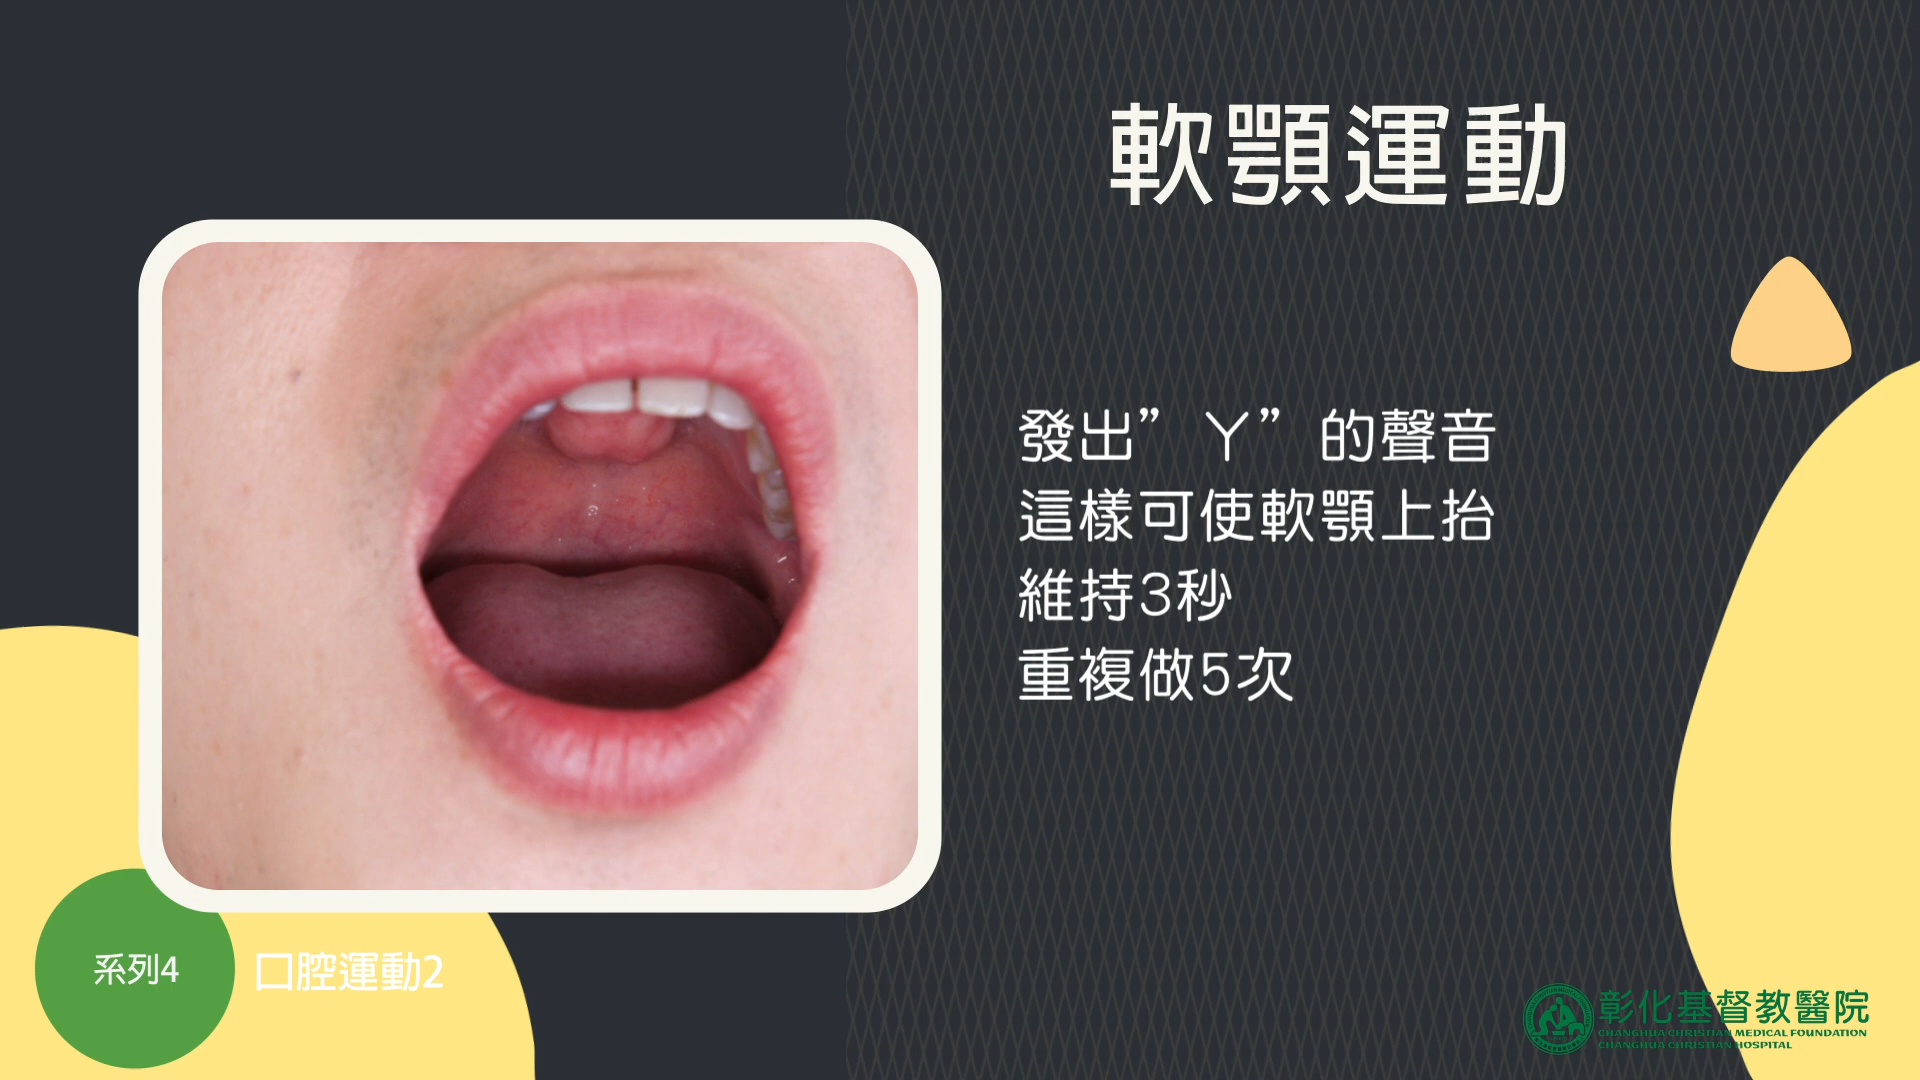 軟顎運動
發出”ㄚ”的聲音
這樣可使軟顎上抬
維持3秒
重複做5次
系列4
口腔運動2
彰化基督教醫院
CHANGHUA CHRISTIAN MEDICAL FOUNDATION
CHANGHUA CHRISTIAN HOSPITAL